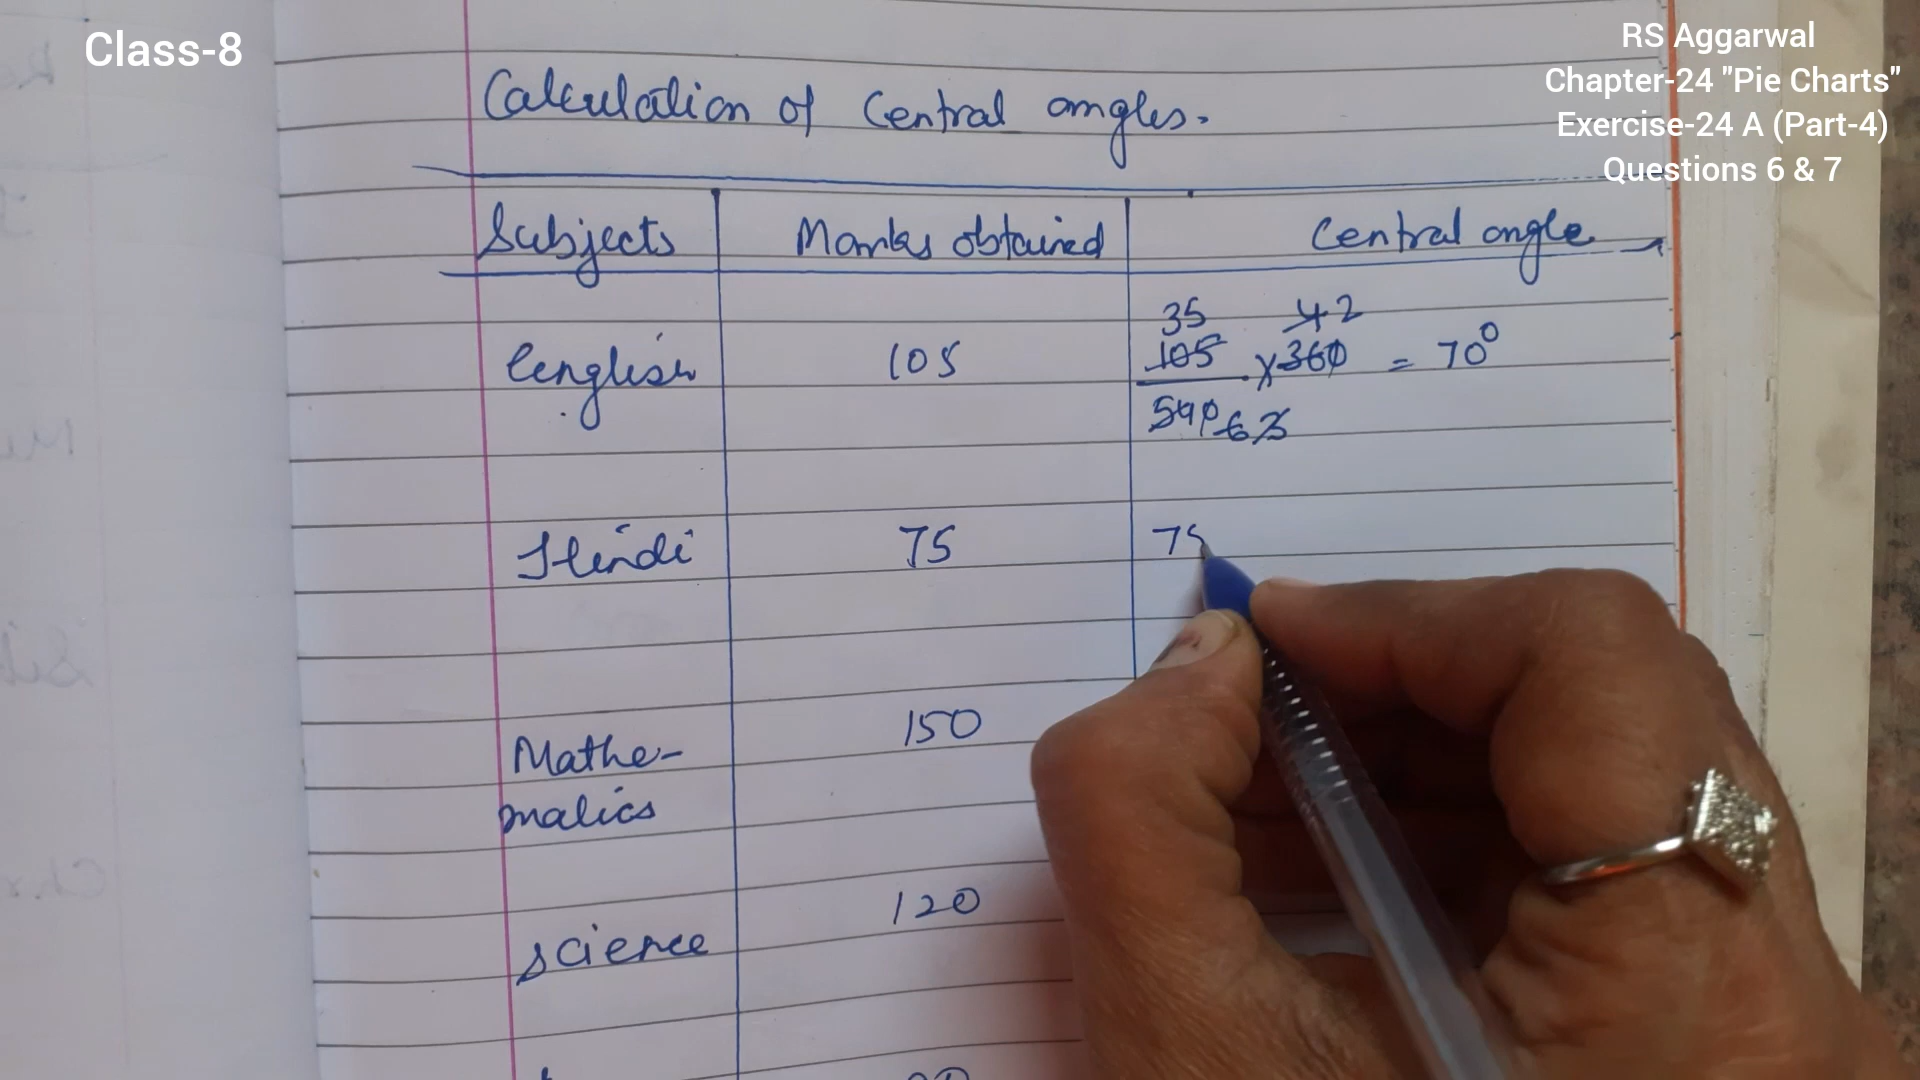 Class-8
RS Aggarwal
Chapter-24 "Pie Charts"
Exercise-24 A (Part-4)
Questions 6 & 7
Calculation of Central angles.
Subjects Marks obtained Central angle
35 42
English 105 105 x 360 = 70°
540 6 3
Hindi 75 75
Mathe-
150
matics
Science 120